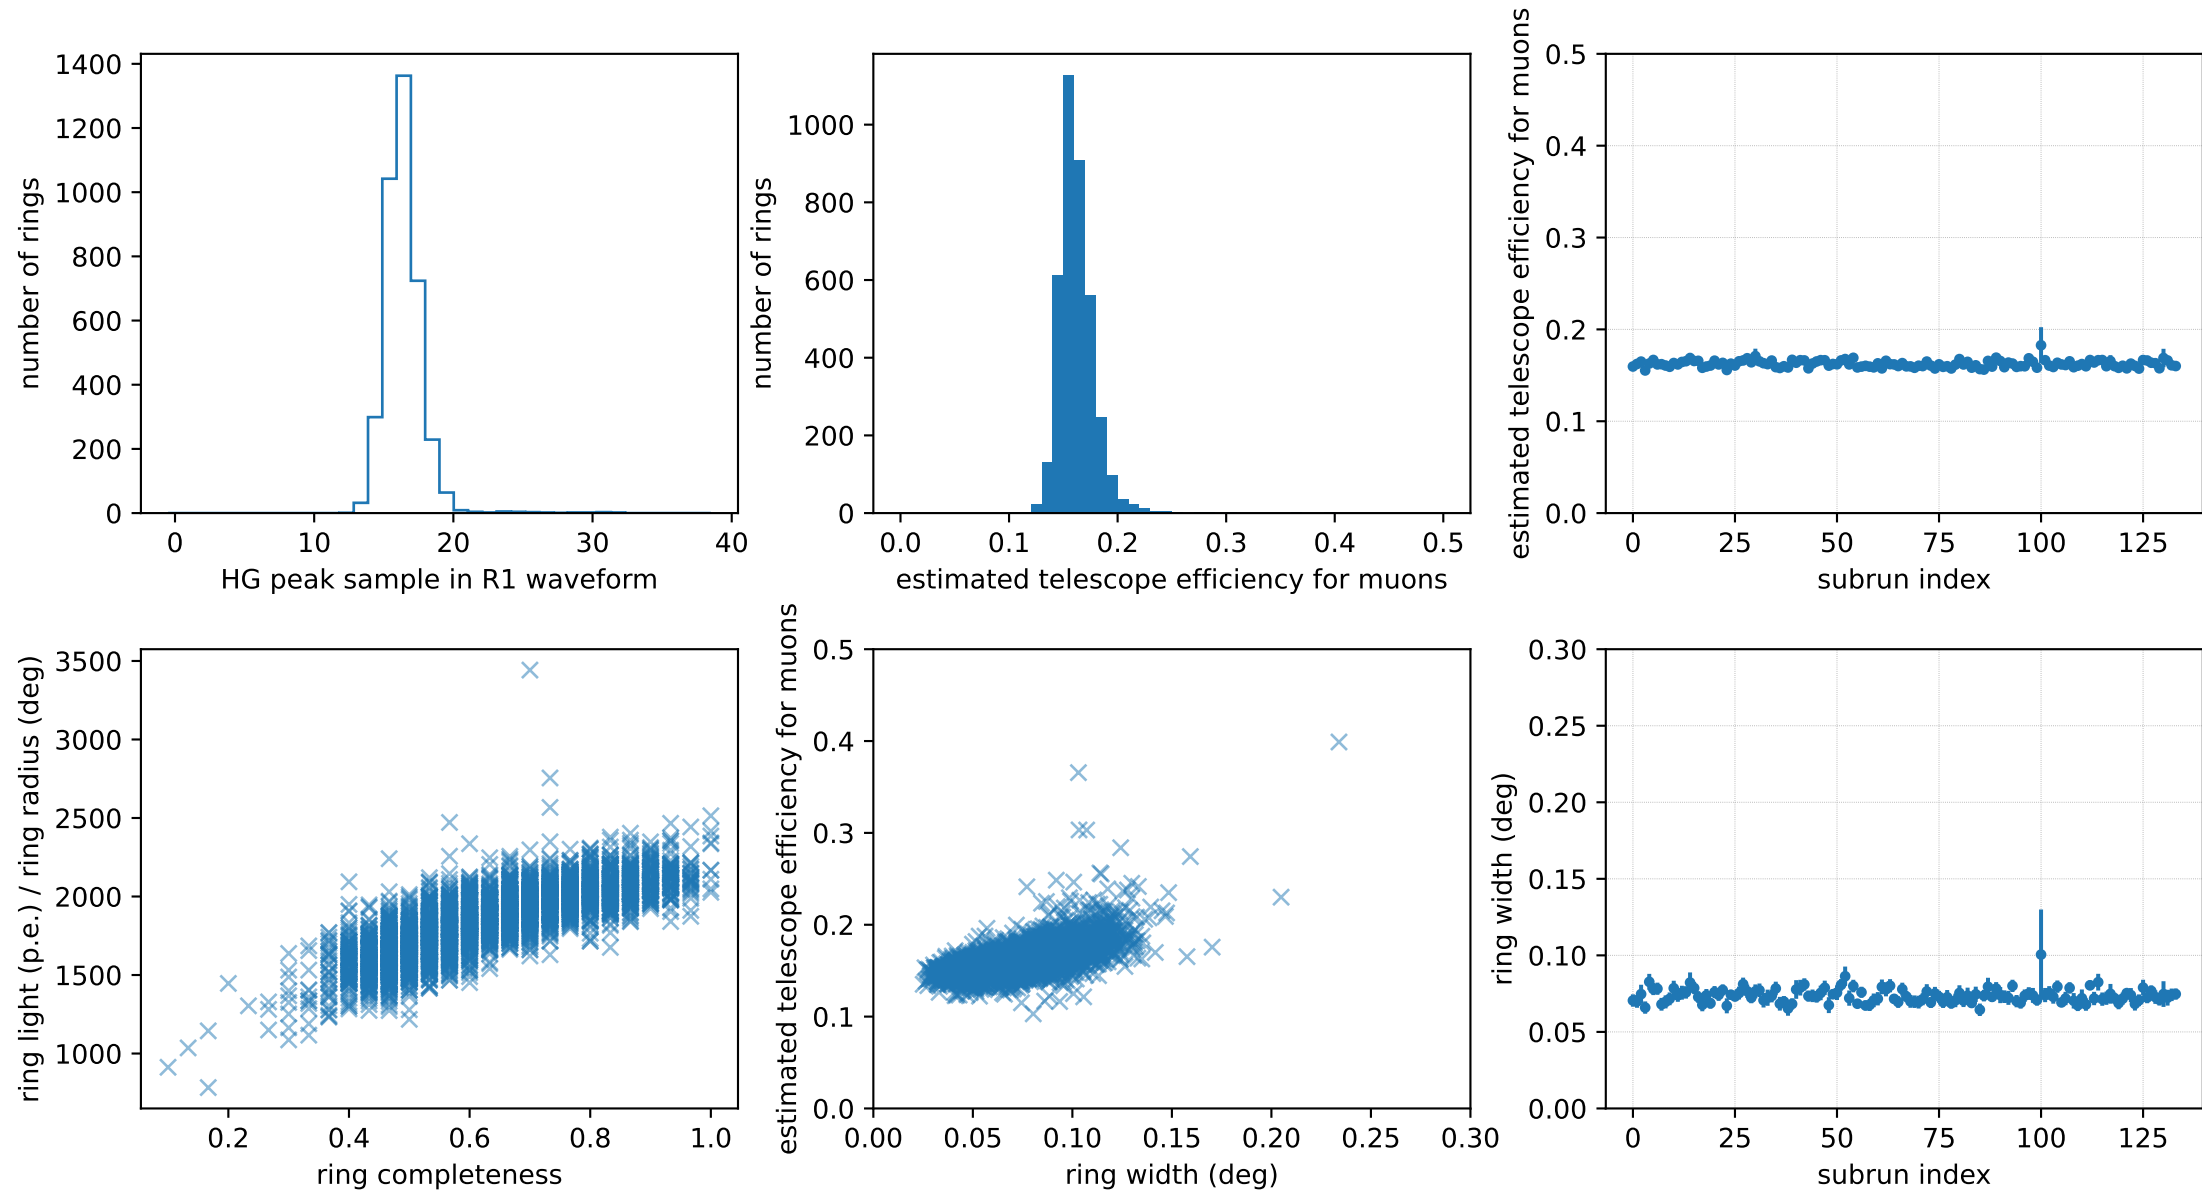 number of rings
1400
1200
1000
800
600
400
200
0
0 10 20 30 40
HG peak sample in R1 waveform
number of rings
1000
800
600
400
200
0
0.0 0.1 0.2 0.3 0.4 0.5
estimated telescope efficiency for muons
estimated telescope efficiency for muons
0.5
0.4
0.3
0.2
0.1
0.0
0 25 50 75 100 125
subrun index
ring light (p.e.) / ring radius (deg)
3500
3000
2500
2000
1500
1000
0.2 0.4 0.6 0.8 1.0
ring completeness
estimated telescope efficiency for muons
0.5
0.4
0.3
0.2
0.1
0.0
0.00 0.05 0.10 0.15 0.20 0.25 0.30
ring width (deg)
ring width (deg)
0.30
0.25
0.20
0.15
0.10
0.05
0.00
0 25 50 75 100 125
subrun index